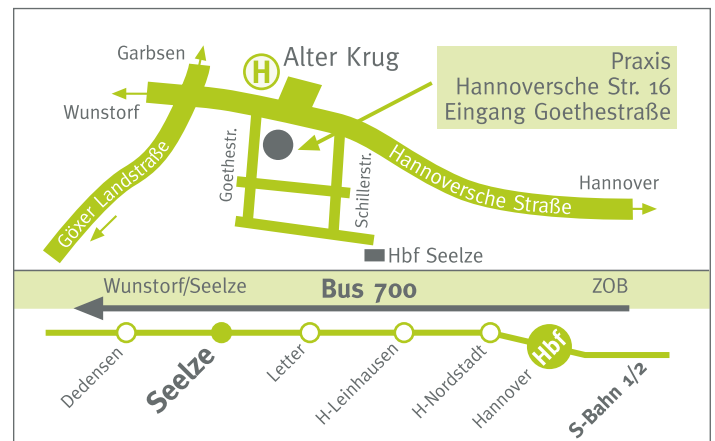 Garbsen
H
Alter Krug
Praxis
Hannoversche Str. 16
Eingang Goethestraße
Wunstorf
Goethestr.
Schillerstr.
Hannoversche Straße
Hannover
Göxer Landstraße
Hbf Seelze
Wunstorf/Seelze
Bus 700
ZOB
Dedensen
Seelze
Letter
H-Leinhausen
H-Nordstadt
Hannover
Hbf
S-Bahn 1/2